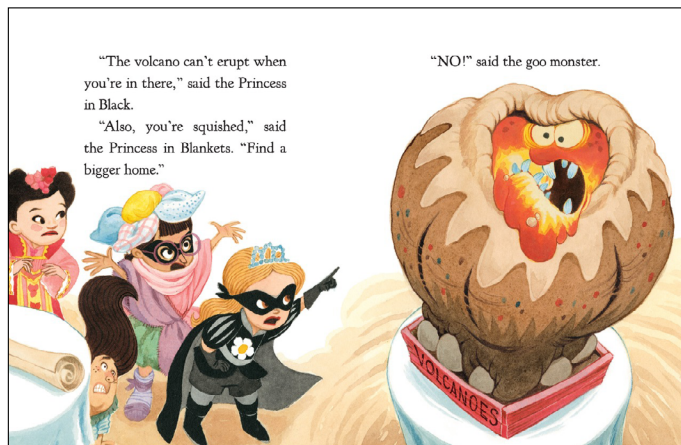 “The volcano can’t erupt when
you’re in there,” said the Princess
in Black.
“Also, you’re squished,” said
the Princess in Blankets. “Find a
bigger home.”
“NO!” said the goo monster.
VOLCANOES